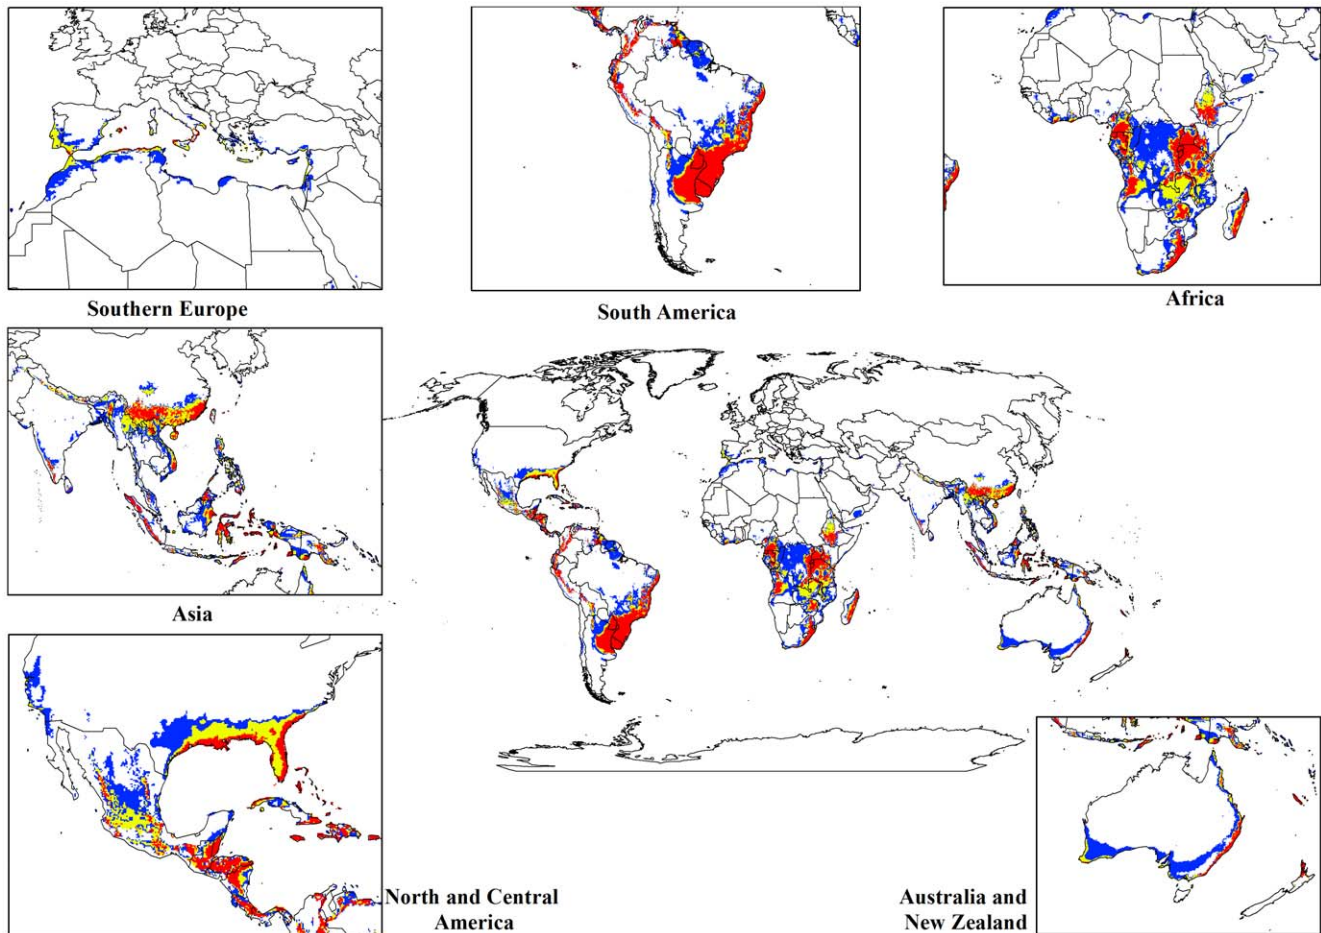 Southern Europe
South America
Africa
Asia
North and Central
America
Australia and
New Zealand